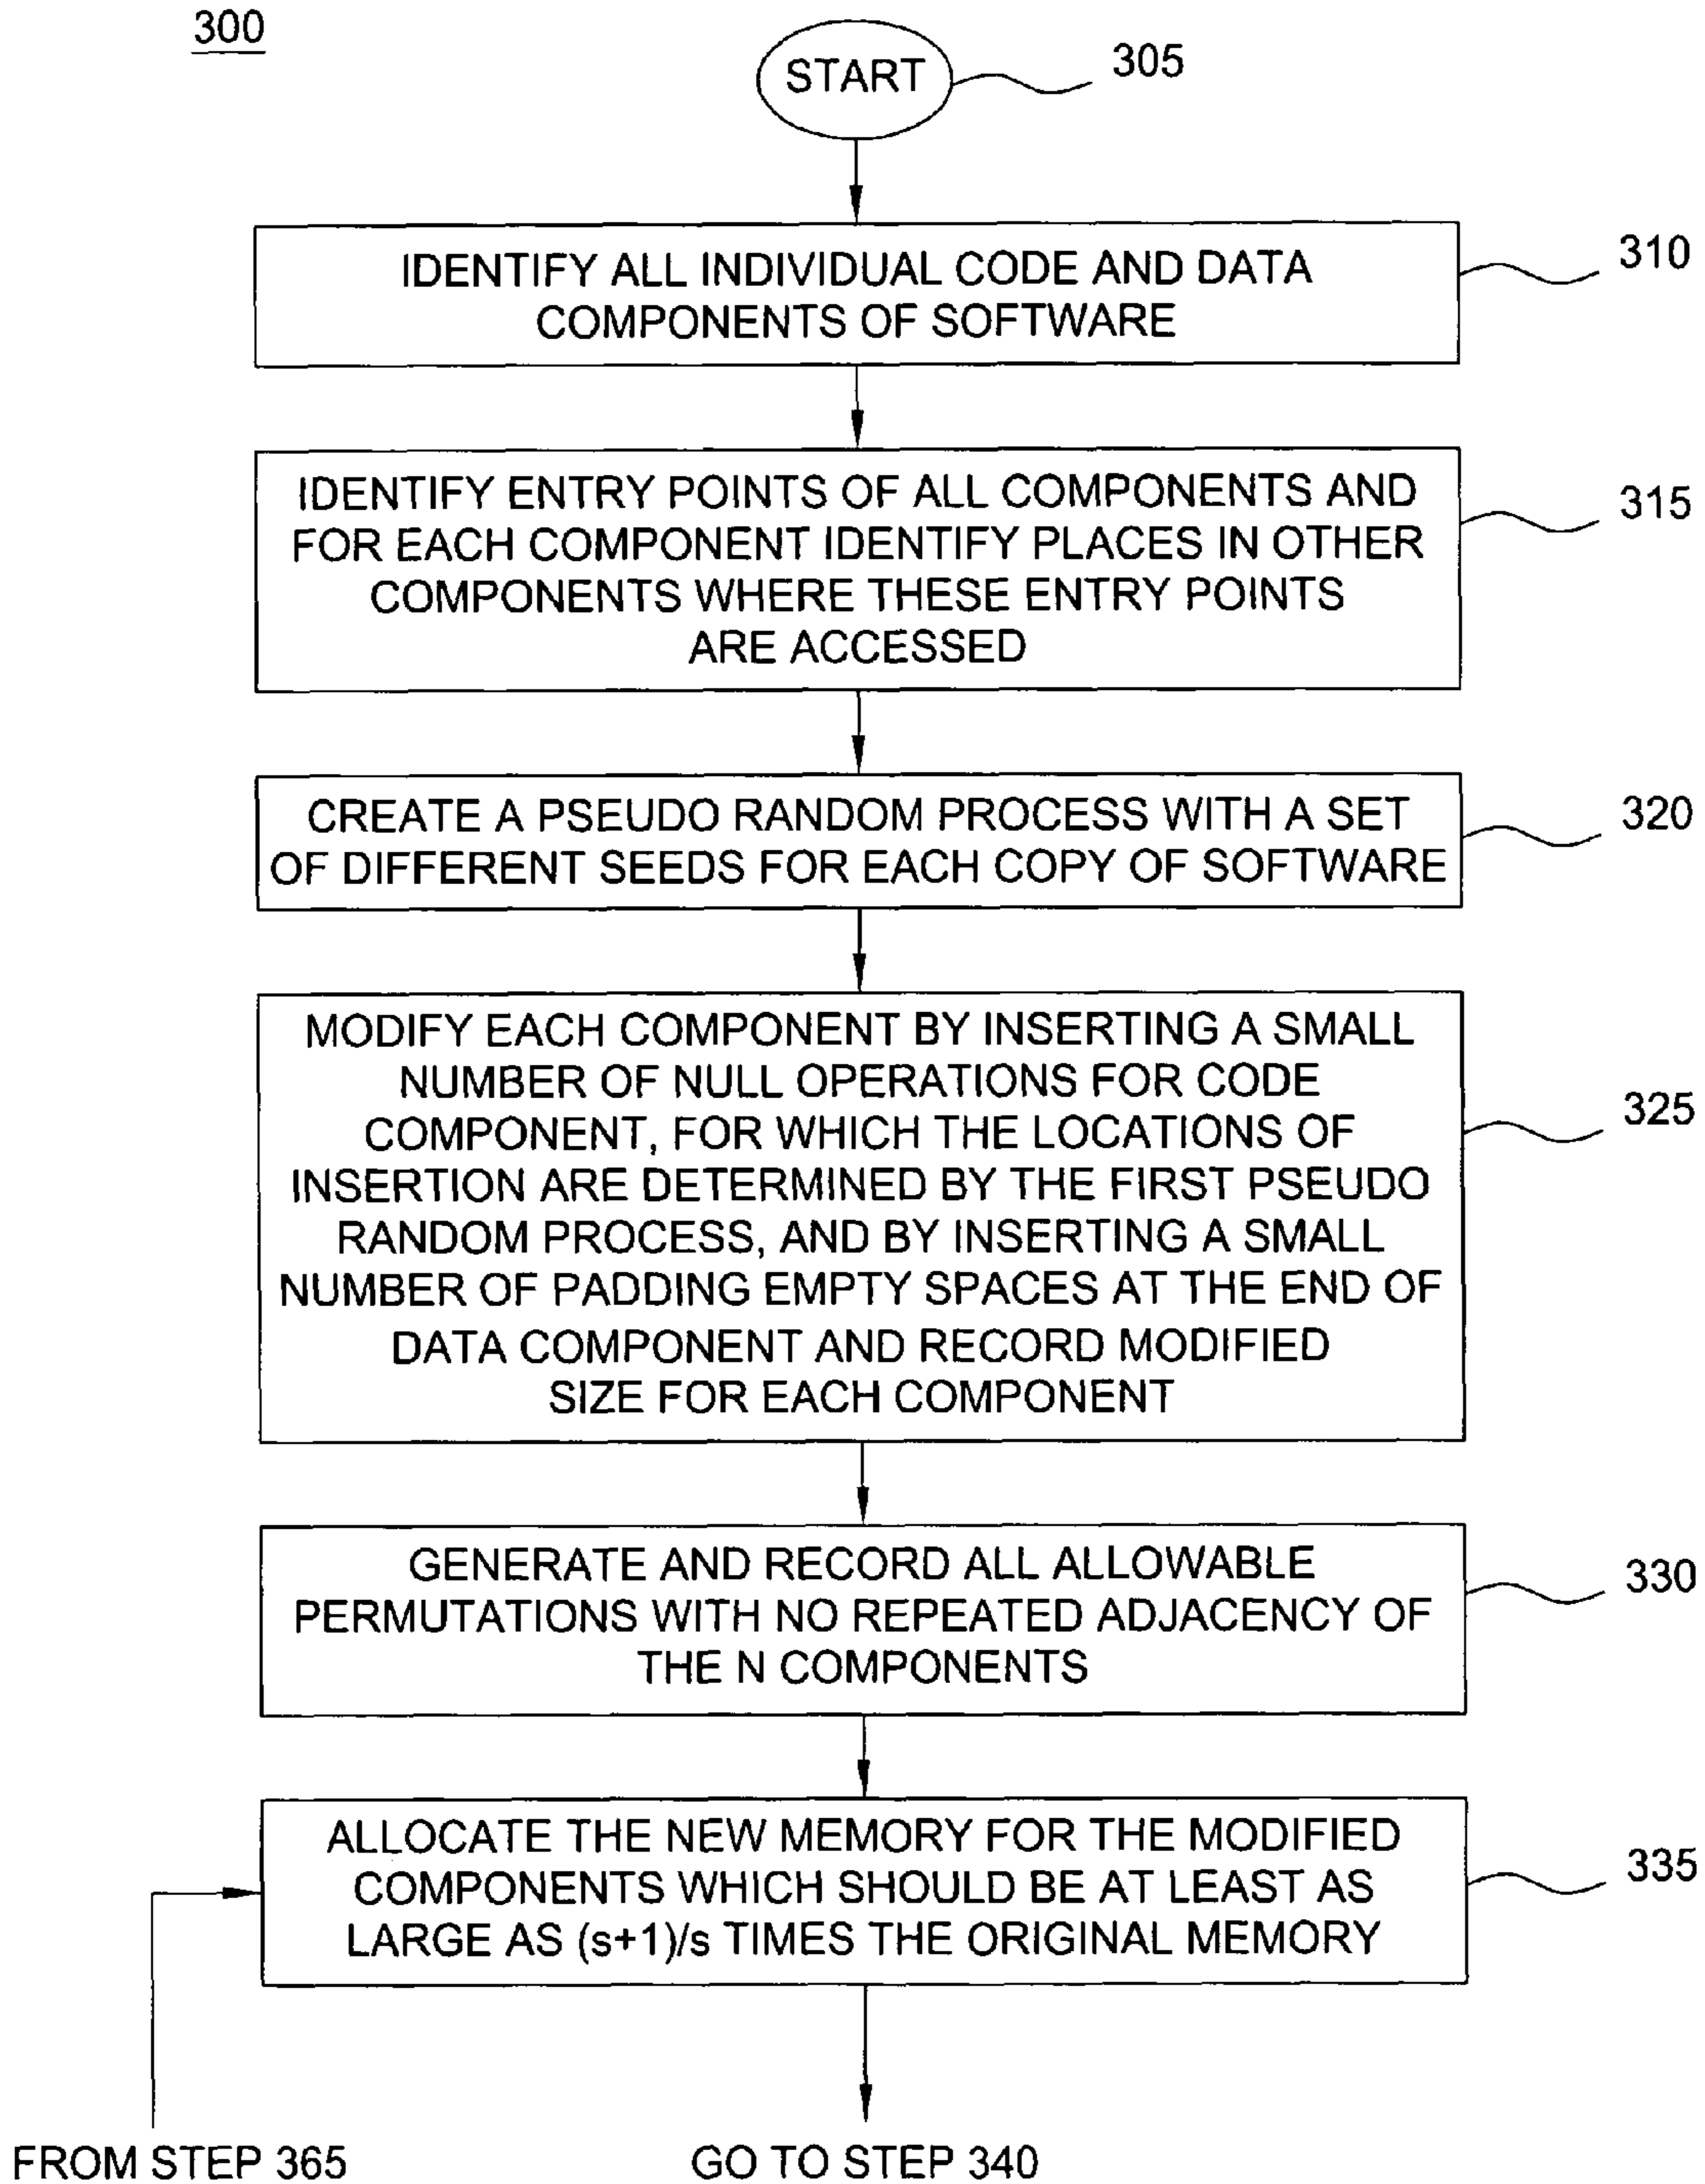 300
START
305
IDENTIFY ALL INDIVIDUAL CODE AND DATA
COMPONENTS OF SOFTWARE
310
IDENTIFY ENTRY POINTS OF ALL COMPONENTS AND
FOR EACH COMPONENT IDENTIFY PLACES IN OTHER
COMPONENTS WHERE THESE ENTRY POINTS
ARE ACCESSED
315
CREATE A PSEUDO RANDOM PROCESS WITH A SET
OF DIFFERENT SEEDS FOR EACH COPY OF SOFTWARE
320
MODIFY EACH COMPONENT BY INSERTING A SMALL
NUMBER OF NULL OPERATIONS FOR CODE
COMPONENT, FOR WHICH THE LOCATIONS OF
INSERTION ARE DETERMINED BY THE FIRST PSEUDO
RANDOM PROCESS, AND BY INSERTING A SMALL
NUMBER OF PADDING EMPTY SPACES AT THE END OF
DATA COMPONENT AND RECORD MODIFIED
SIZE FOR EACH COMPONENT
325
GENERATE AND RECORD ALL ALLOWABLE
PERMUTATIONS WITH NO REPEATED ADJACENCY OF
THE N COMPONENTS
330
ALLOCATE THE NEW MEMORY FOR THE MODIFIED
COMPONENTS WHICH SHOULD BE AT LEAST AS
LARGE AS (s+1)/s TIMES THE ORIGINAL MEMORY
335
FROM STEP 365
GO TO STEP 340